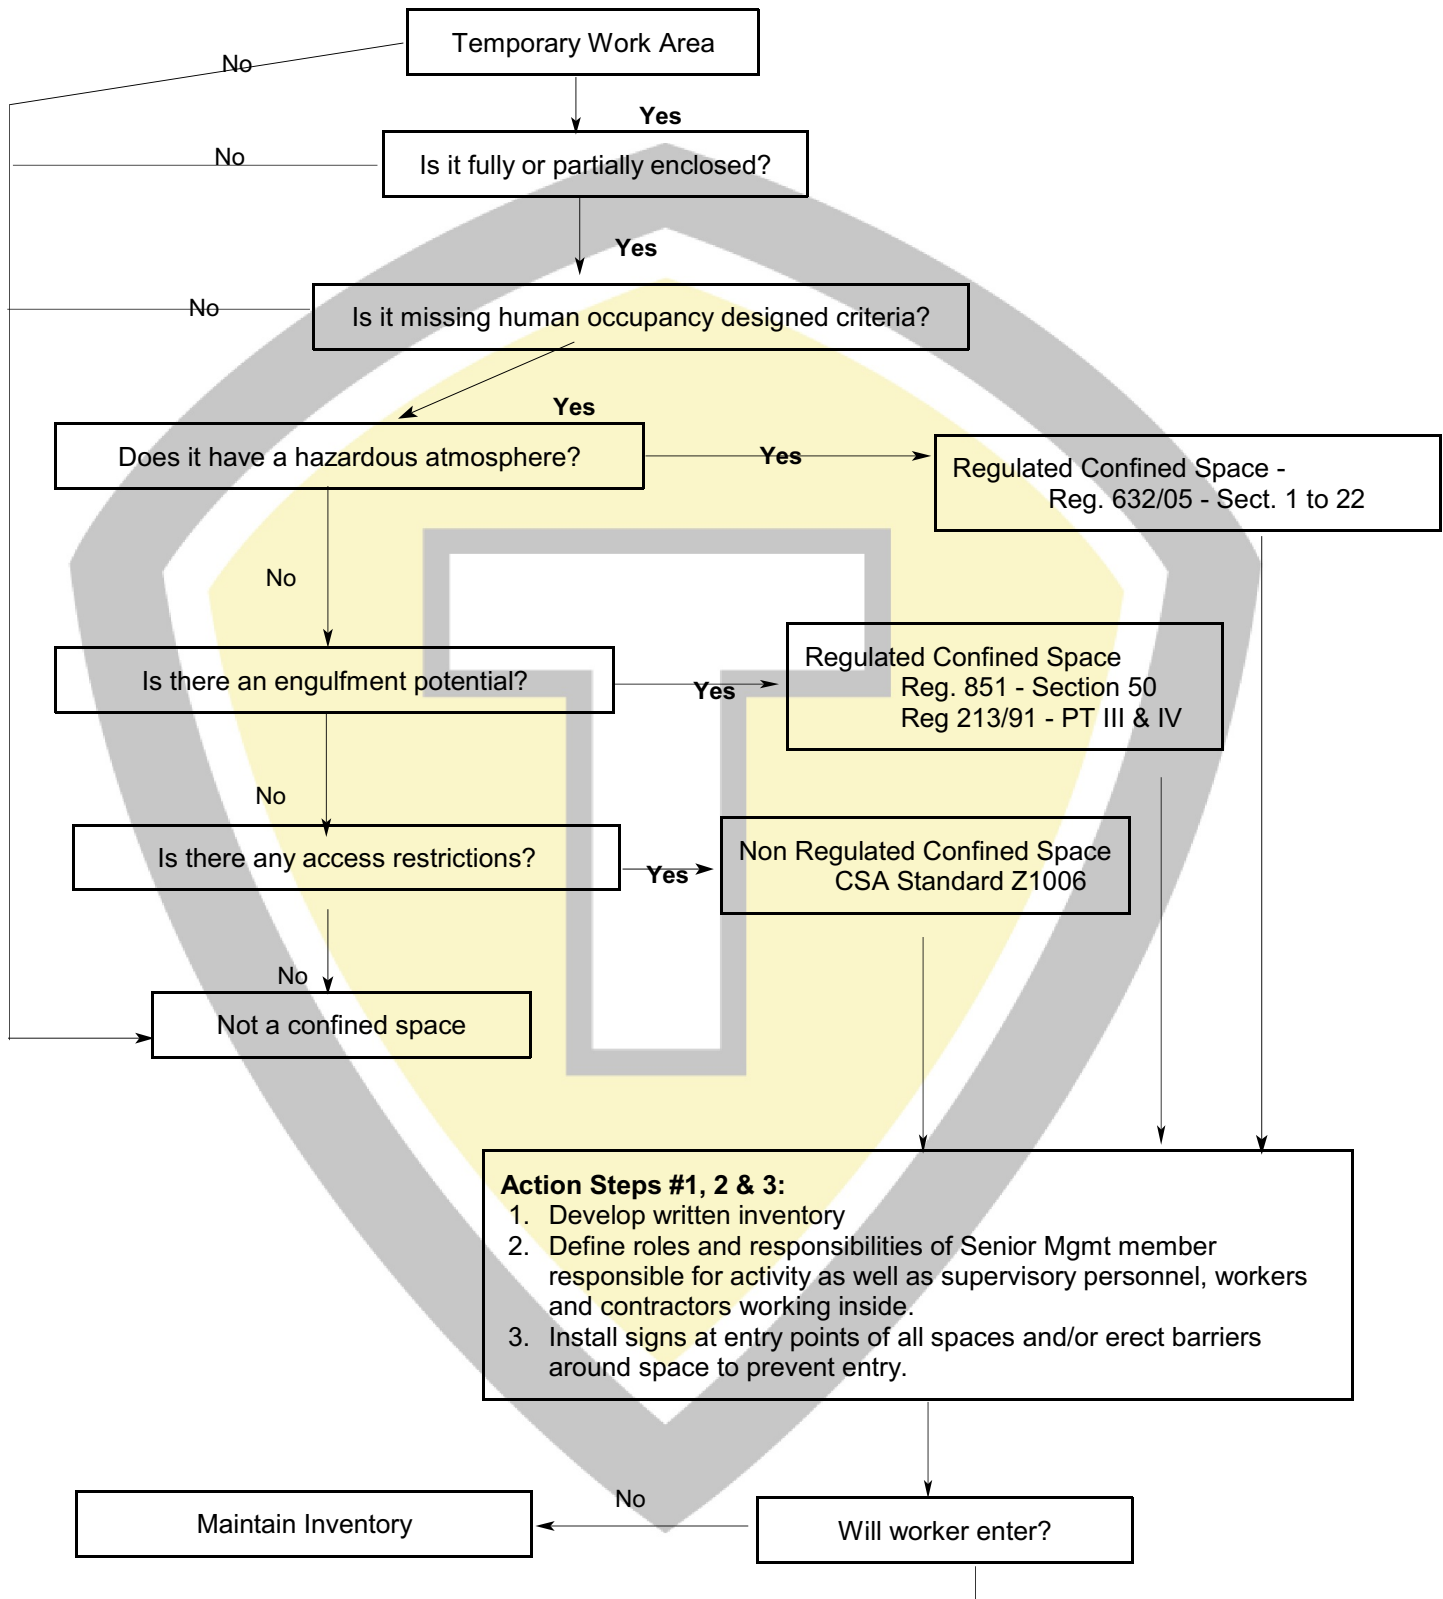 Temporary Work Area
No
Yes
Is it fully or partially enclosed?
No
Yes
Is it missing human occupancy designed criteria?
No
Yes
Does it have a hazardous atmosphere?
Yes
Regulated Confined Space -
Reg. 632/05 - Sect. 1 to 22
No
Is there an engulfment potential?
Yes
Regulated Confined Space
Reg. 851 - Section 50
Reg 213/91 - PT III & IV
No
Is there any access restrictions?
Yes
Non Regulated Confined Space
CSA Standard Z1006
No
Not a confined space
Action Steps #1, 2 & 3:
1. Develop written inventory
2. Define roles and responsibilities of Senior Mgmt member
responsible for activity as well as supervisory personnel, workers
and contractors working inside.
3. Install signs at entry points of all spaces and/or erect barriers
around space to prevent entry.
Will worker enter?
No
Maintain Inventory
T